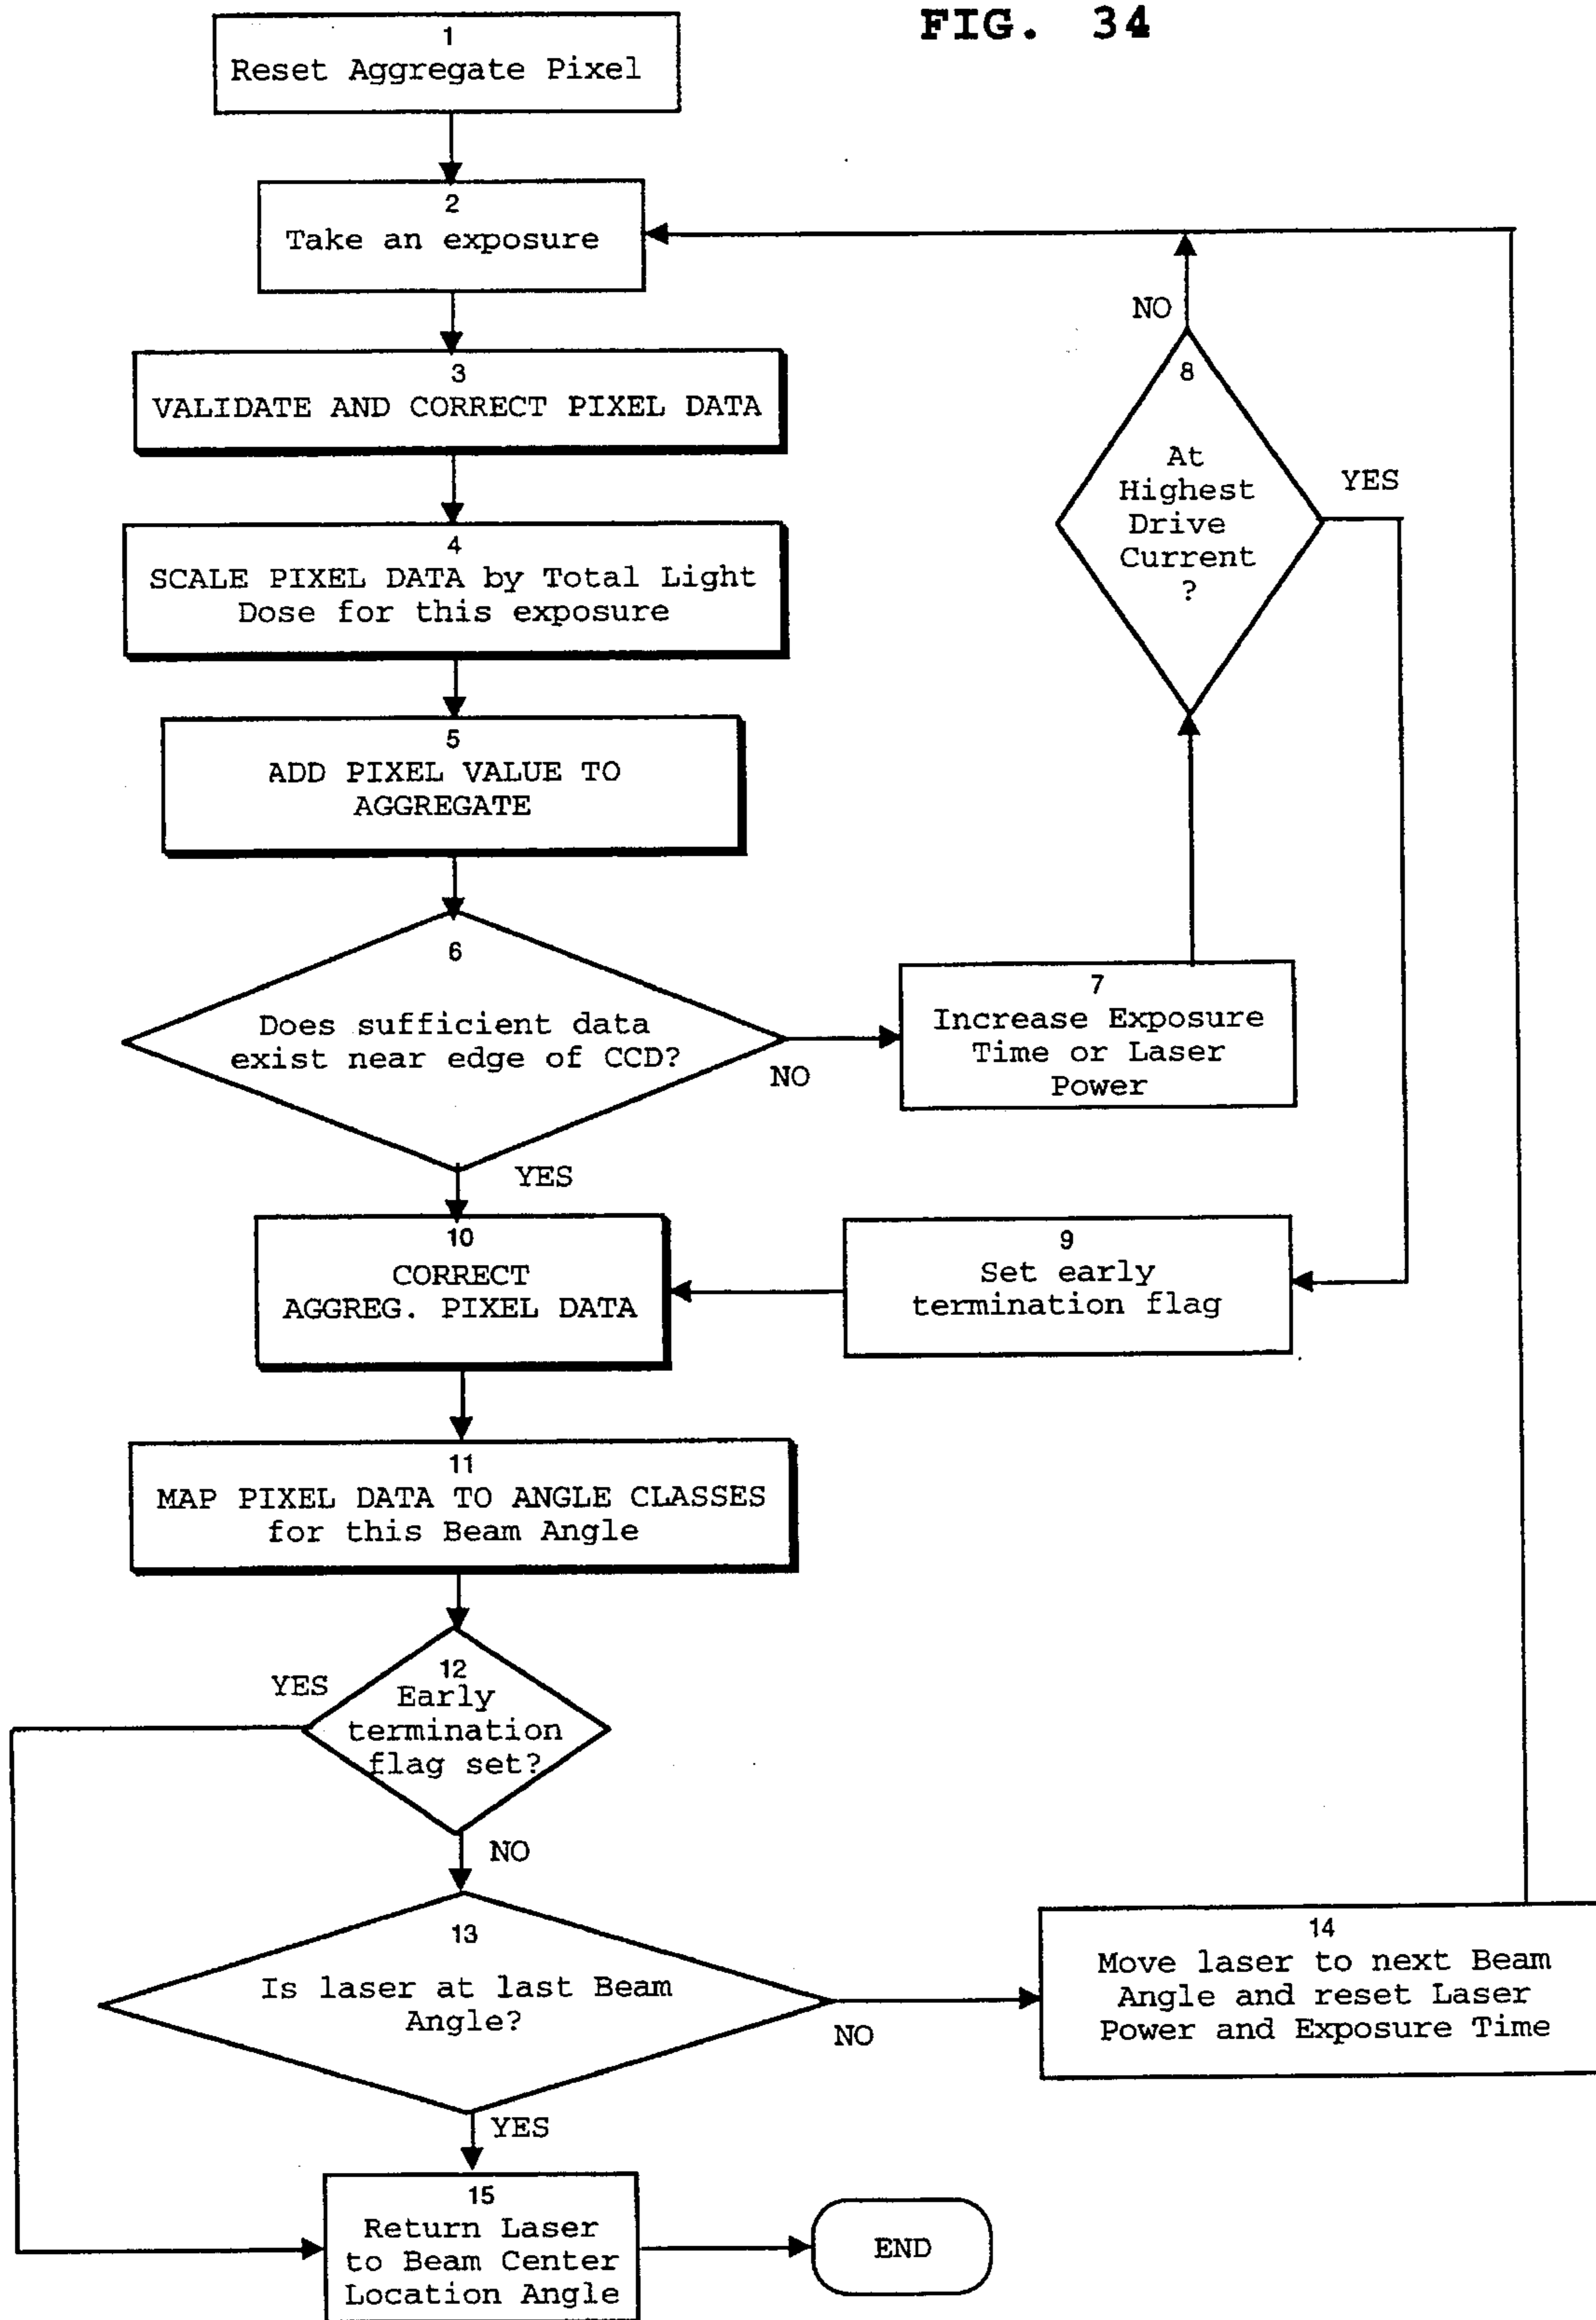 FIG. 34
1
Reset Aggregate Pixel
2
Take an exposure
3
VALIDATE AND CORRECT PIXEL DATA
4
SCALE PIXEL DATA by Total Light
Dose for this exposure
5
ADD PIXEL VALUE TO
AGGREGATE
6
Does sufficient data
exist near edge of CCD?
NO
YES
7
Increase Exposure
Time or Laser
Power
8
At
Highest
Drive
Current
?
NO
YES
9
Set early
termination flag
10
CORRECT
AGGREG. PIXEL DATA
11
MAP PIXEL DATA TO ANGLE CLASSES
for this Beam Angle
12
Early
termination
flag set?
YES
NO
13
Is laser at last Beam
Angle?
NO
YES
14
Move laser to next Beam
Angle and reset Laser
Power and Exposure Time
15
Return Laser
to Beam Center
Location Angle
END